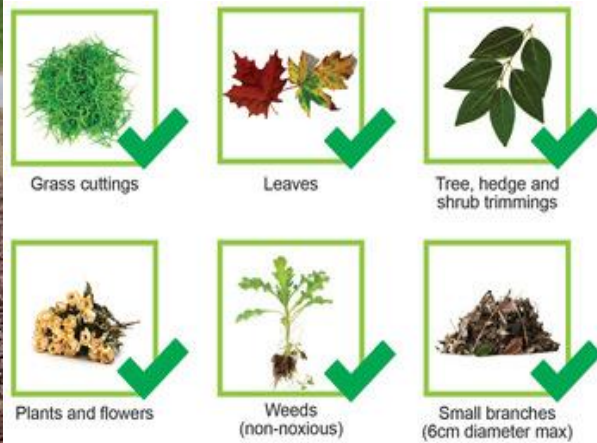 Grass cuttings
Leaves
Tree, hedge and
shrub trimmings
Plants and flowers
Weeds
(non-noxious)
Small branches
(6cm diameter max)